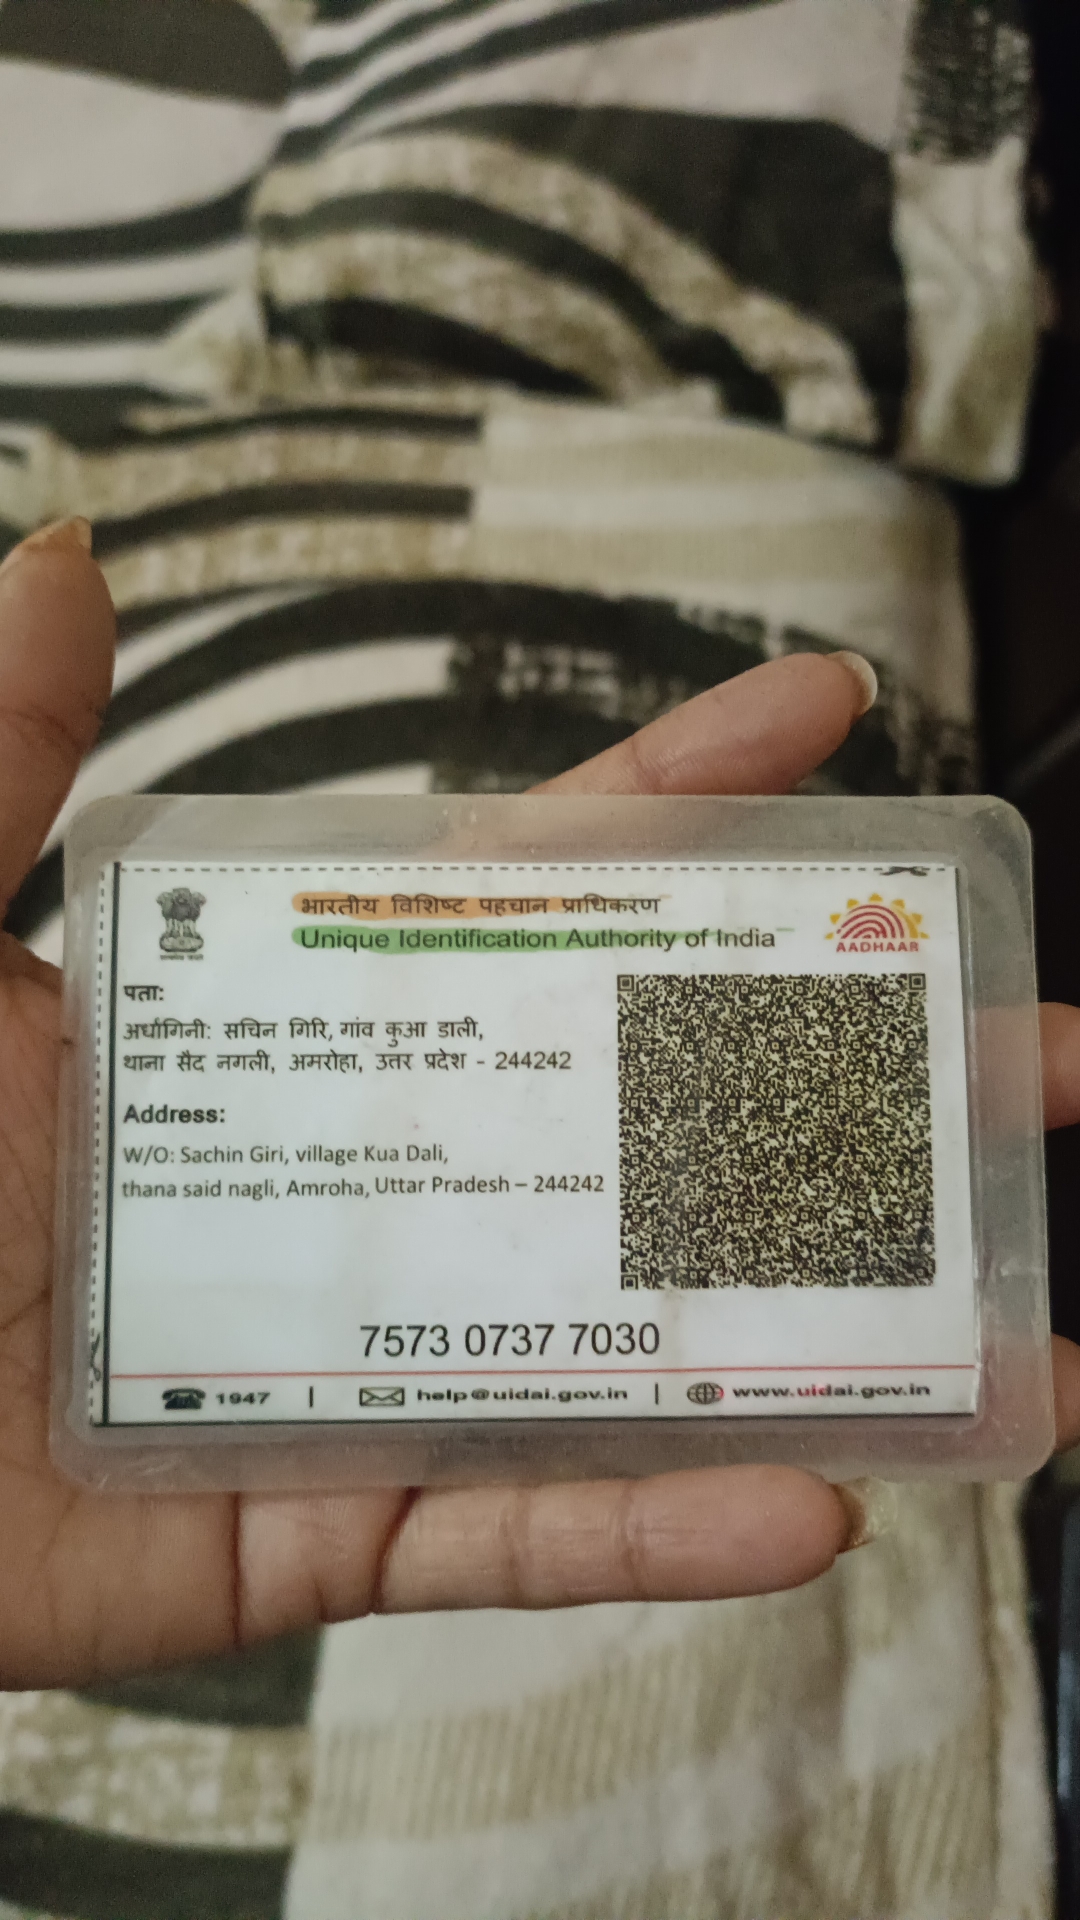 भारतीय विशिष्ट पहचान प्राधिकरण
Unique Identification Authority of India
AADHAAR
पता:
अर्धांगिनी: सचिन गिरि, गांव कुआ डाली,
थाना सैद नगली, अमरोहा, उतर प्रदेश - 244242
Address:
W/O: Sachin Giri, village Kua Dali,
thana said nagli, Amroha, Uttar Pradesh – 244242
7573 0737 7030
1947 | help@uidai.gov.in | www.uidai.gov.in